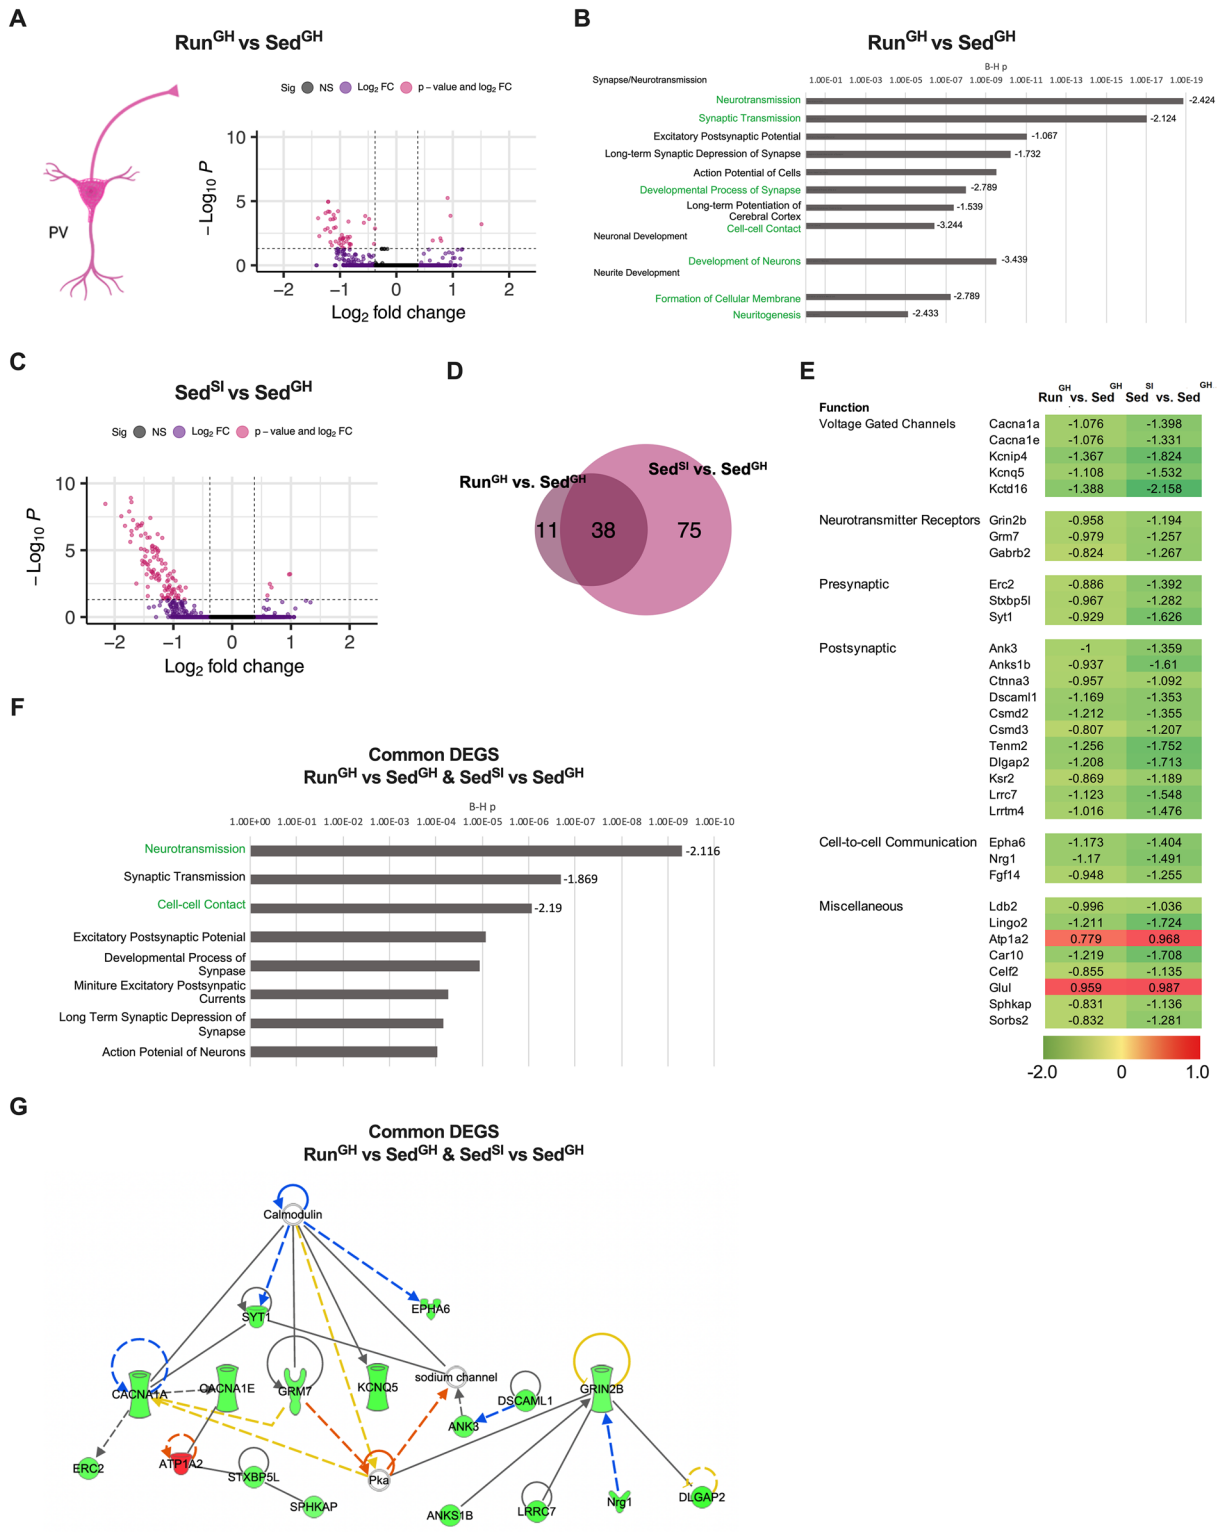 A
Run^GH vs Sed^GH
Sig NS Log2 FC p – value and log2 FC
PV
10
5
0
– Log10 P
−2 −1 0 1 2
Log2 fold change
B
Run^GH vs Sed^GH
B-H p
Synapse/Neurotransmission
1.00E-01 1.00E-03 1.00E-05 1.00E-07 1.00E-09 1.00E-11 1.00E-13 1.00E-15 1.00E-17 1.00E-19
Neurotransmission -2.424
Synaptic Transmission -2.124
Excitatory Postsynaptic Potential -1.067
Long-term Synaptic Depression of Synapse -1.732
Action Potential of Cells
Developmental Process of Synapse -2.789
Long-term Potentiation of
Cerebral Cortex -1.539
Cell-cell Contact -3.244
Neuronal Development
Development of Neurons -3.439
Neurite Development
Formation of Cellular Membrane -2.789
Neuritogenesis -2.433
C
Sed^SI vs Sed^GH
Sig NS Log2 FC p – value and log2 FC
10
5
0
– Log10 P
−2 −1 0 1 2
Log2 fold change
D
Run^GH vs. Sed^GH
Sed^SI vs. Sed^GH
11 38 75
E
Run^GH vs. Sed^GH Sed^SI vs. Sed^GH
Function
Voltage Gated Channels Cacna1a -1.076 -1.398
Cacna1e -1.076 -1.331
Kcnip4 -1.367 -1.824
Kcnq5 -1.108 -1.532
Kctd16 -1.388 -2.158
Neurotransmitter Receptors Grin2b -0.958 -1.194
Grm7 -0.979 -1.257
Gabrb2 -0.824 -1.267
Presynaptic Erc2 -0.886 -1.392
Stxbp5l -0.967 -1.282
Syt1 -0.929 -1.626
Postsynaptic Ank3 -1 -1.359
Anks1b -0.937 -1.61
Ctnna3 -0.957 -1.092
Dscaml1 -1.169 -1.353
Csmd2 -1.212 -1.355
Csmd3 -0.807 -1.207
Tenm2 -1.256 -1.752
Dlgap2 -1.208 -1.713
Ksr2 -0.869 -1.189
Lrrc7 -1.123 -1.548
Lrrtm4 -1.016 -1.476
Cell-to-cell Communication Epha6 -1.173 -1.404
Nrg1 -1.17 -1.491
Fgf14 -0.948 -1.255
Miscellaneous Ldb2 -0.996 -1.036
Lingo2 -1.211 -1.724
Atp1a2 0.779 0.968
Car10 -1.219 -1.708
Celf2 -0.855 -1.135
Glul 0.959 0.987
Sphkap -0.831 -1.136
Sorbs2 -0.832 -1.281
-2.0 0 1.0
F
Common DEGS
Run^GH vs Sed^GH & Sed^SI vs Sed^GH
B-H p
1.00E+00 1.00E-01 1.00E-02 1.00E-03 1.00E-04 1.00E-05 1.00E-06 1.00E-07 1.00E-08 1.00E-09 1.00E-10
Neurotransmission -2.116
Synaptic Transmission -1.869
Cell-cell Contact -2.19
Excitatory Postsynaptic Potenial
Developmental Process of
Synpase
Miniture Excitatory Postsynpatic
Currents
Long Term Synaptic Depression of
Synapse
Action Potenial of Neurons
G
Common DEGS
Run^GH vs Sed^GH & Sed^SI vs Sed^GH
Calmodulin
SYT1
EPHA6
CACNA1A
CACNA1E
GRM7
KCNQ5
sodium channel
DSCAML1
GRIN2B
ANK3
ERC2
ATP1A2
STXBP5L
Pka
SPHKAP
ANKS1B
LRRC7
Nrg1
DLGAP2